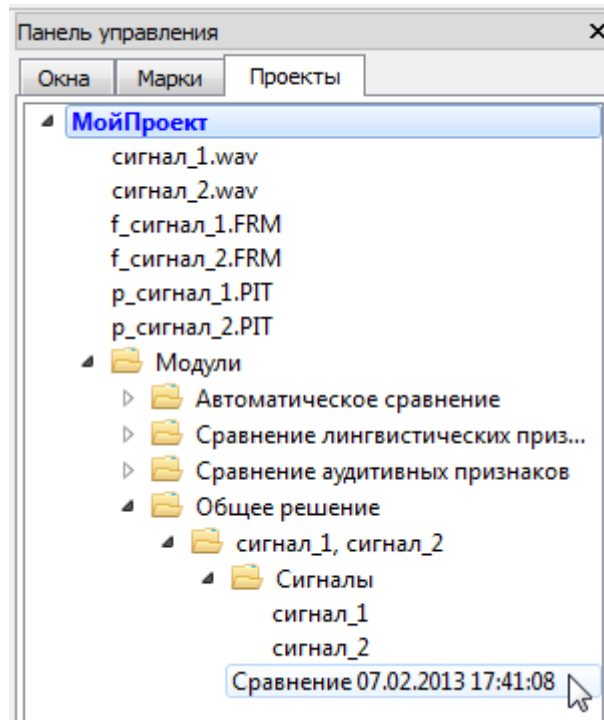 Панель управления
Окна Марки Проекты
МойПроект
сигнал_1.wav
сигнал_2.wav
f_сигнал_1.FRM
f_сигнал_2.FRM
p_сигнал_1.PIT
p_сигнал_2.PIT
Модули
Автоматическое сравнение
Сравнение лингвистических приз...
Сравнение аудитивных признаков
Общее решение
сигнал_1, сигнал_2
Сигналы
сигнал_1
сигнал_2
Сравнение 07.02.2013 17:41:08